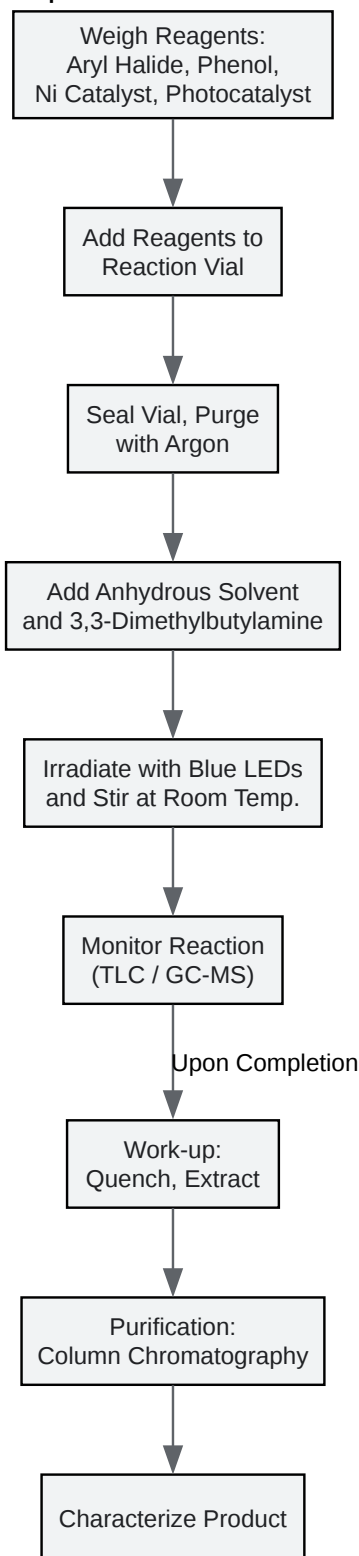 Weigh Reagents:
Aryl Halide, Phenol,
Ni Catalyst, Photocatalyst
Add Reagents to
Reaction Vial
Seal Vial, Purge
with Argon
Add Anhydrous Solvent
and 3,3-Dimethylbutylamine
Irradiate with Blue LEDs
and Stir at Room Temp.
Monitor Reaction
(TLC / GC-MS)
Upon Completion
Work-up:
Quench, Extract
Purification:
Column Chromatography
Characterize Product